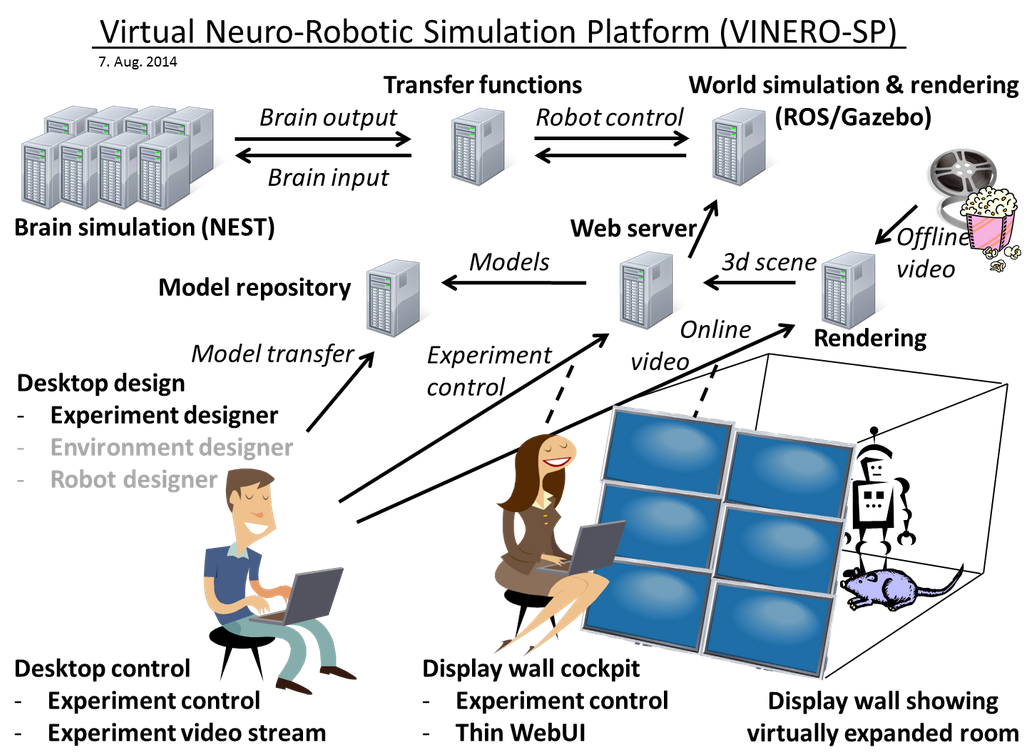 Virtual Neuro-Robotic Simulation Platform (VINERO-SP)
7. Aug. 2014
Transfer functions
World simulation & rendering
(ROS/Gazebo)
Brain output
Robot control
Brain input
Brain simulation (NEST)
Web server
Offline
video
Models
3d scene
Model repository
Online
video
Rendering
Model transfer
Experiment
control
Desktop design
- Experiment designer
- Environment designer
- Robot designer
Desktop control
- Experiment control
- Experiment video stream
Display wall cockpit
- Experiment control
- Thin WebUI
Display wall showing
virtually expanded room